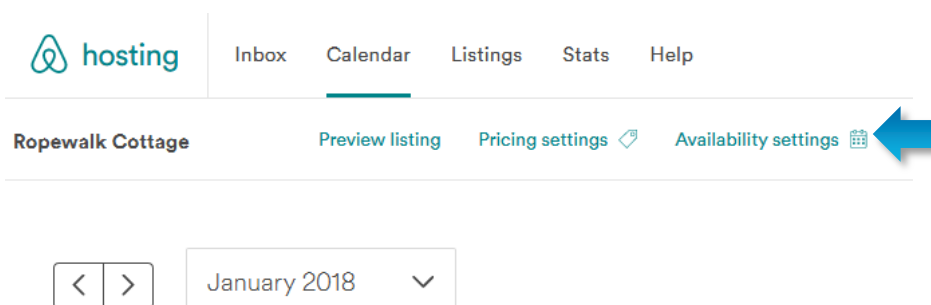 hosting Inbox Calendar Listings Stats Help
Ropewalk Cottage Preview listing Pricing settings Availability settings
January 2018